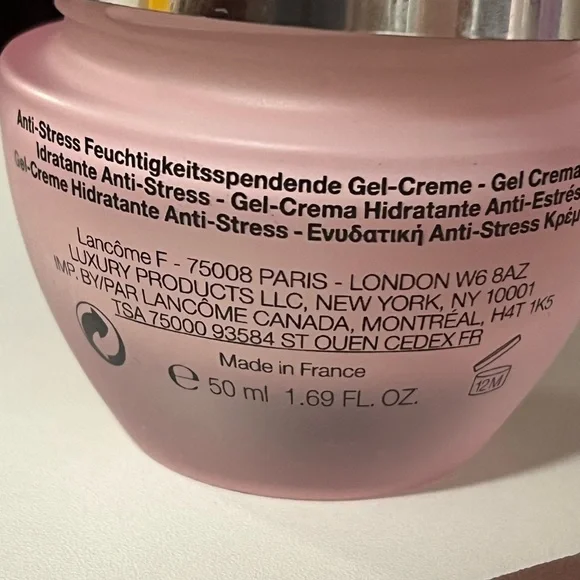 Anti-Stress Feuchtigkeitsspendende Gel-Creme - Gel Crema
Idratante Anti-Stress - Gel-Crema Hidratante Anti-Estrés
Gel-Creme Hidratante Anti-Stress - Ενυδατική Anti-Stress Κρέμ
Lancôme F - 75008 PARIS - LONDON W6 8AZ
LUXURY PRODUCTS LLC, NEW YORK, NY 10001
IMP. BY/PAR LANCÔME CANADA, MONTRÉAL, H4T 1K5
TSA 75000 93584 ST OUEN CEDEX FR
Made in France
℮ 50 ml 1.69 FL. OZ.
12M